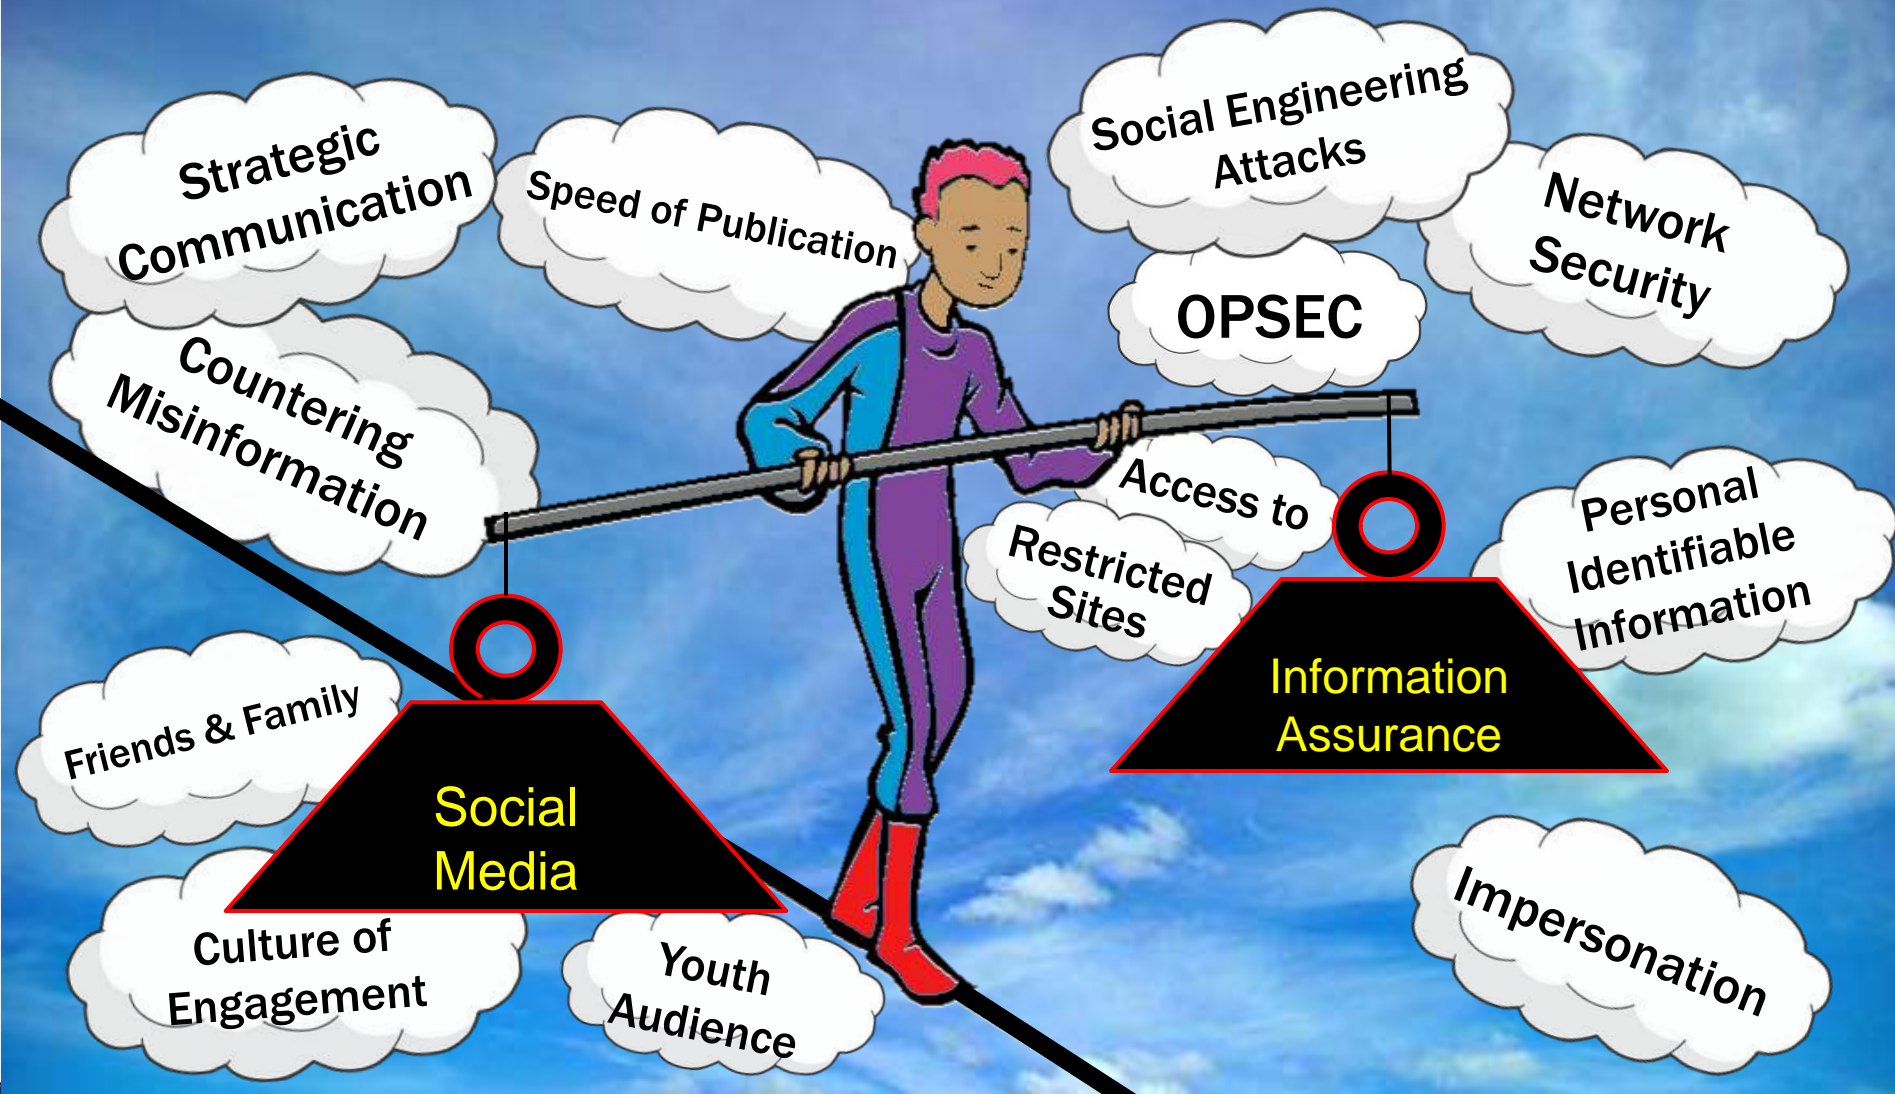 Strategic
Communication
Speed of Publication
Social Engineering
Attacks
Network
Security
OPSEC
Countering
Misinformation
Access to
Restricted
Sites
Personal
Identifiable
Information
Information
Assurance
Friends & Family
Social
Media
Culture of
Engagement
Youth
Audience
Impersonation